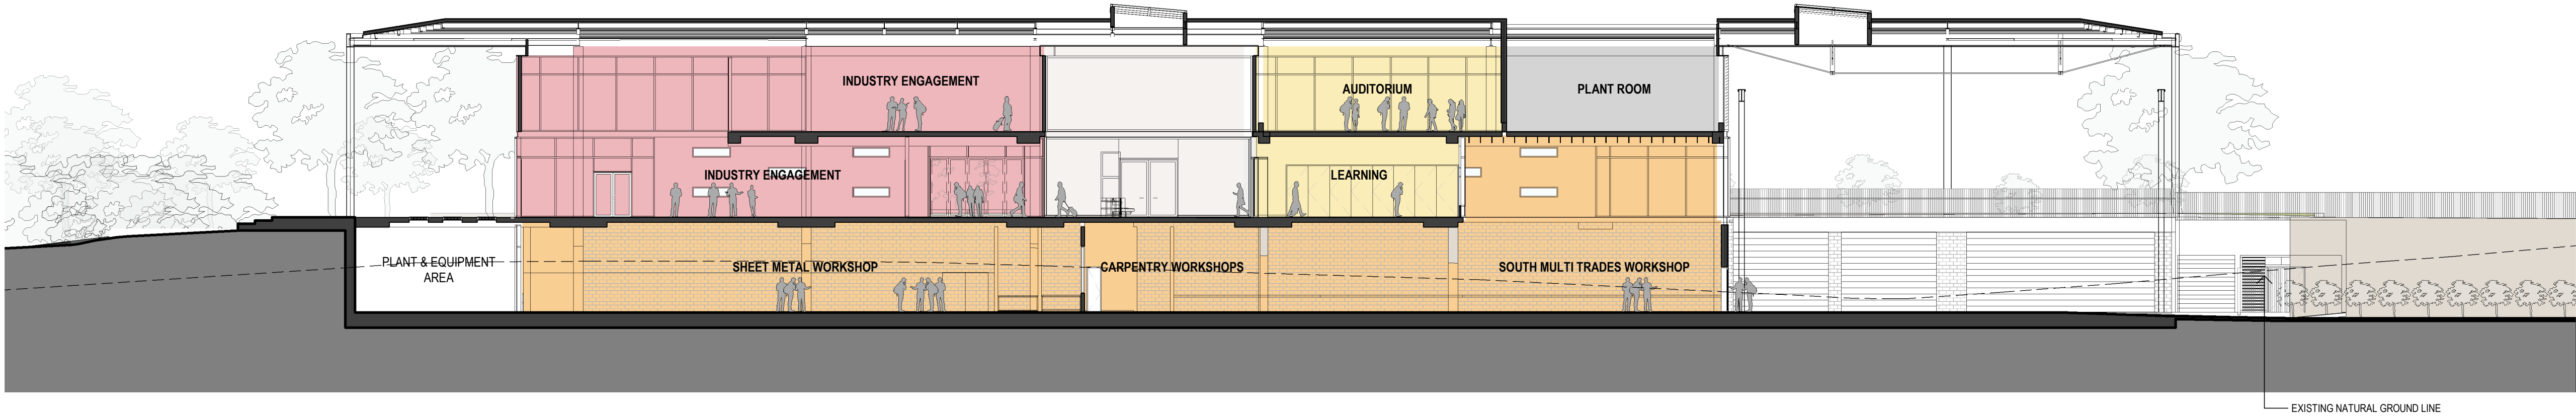 INDUSTRY ENGAGEMENT
AUDITORIUM
PLANT ROOM
INDUSTRY ENGAGEMENT
LEARNING
PLANT & EQUIPMENT
AREA
SHEET METAL WORKSHOP
CARPENTRY WORKSHOPS
SOUTH MULTI TRADES WORKSHOP
EXISTING NATURAL GROUND LINE